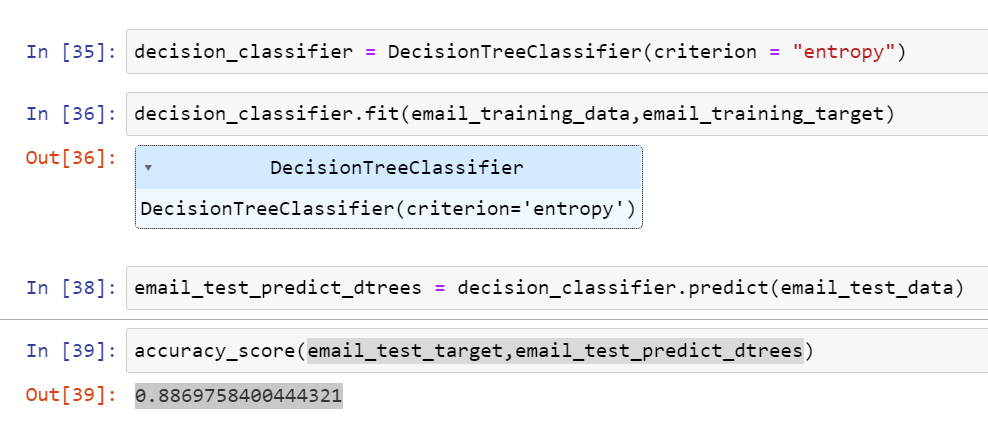 In [35]: decision_classifier = DecisionTreeClassifier(criterion = "entropy")
In [36]: decision_classifier.fit(email_training_data,email_training_target)
Out[36]: DecisionTreeClassifier
DecisionTreeClassifier(criterion='entropy')
In [38]: email_test_predict_dtrees = decision_classifier.predict(email_test_data)
In [39]: accuracy_score(email_test_target,email_test_predict_dtrees)
Out[39]: 0.8869758400444321